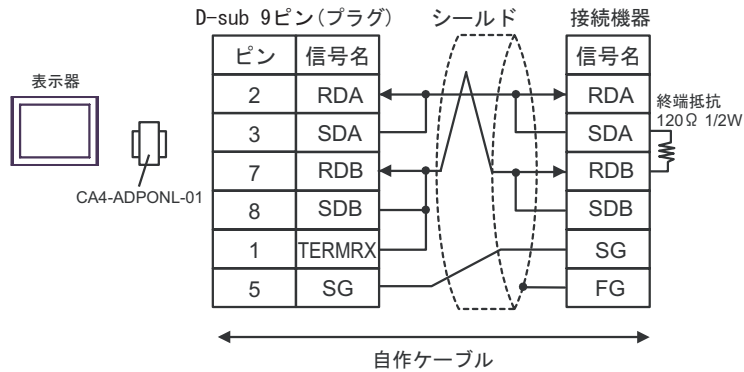 D-sub 9ピン(プラグ) シールド 接続機器
ピン 信号名 信号名
表示器
2 RDA RDA
終端抵抗
120Ω 1/2W
3 SDA SDA
7 RDB RDB
CA4-ADPONL-01
8 SDB SDB
1 TERMRX SG
5 SG FG
自作ケーブル